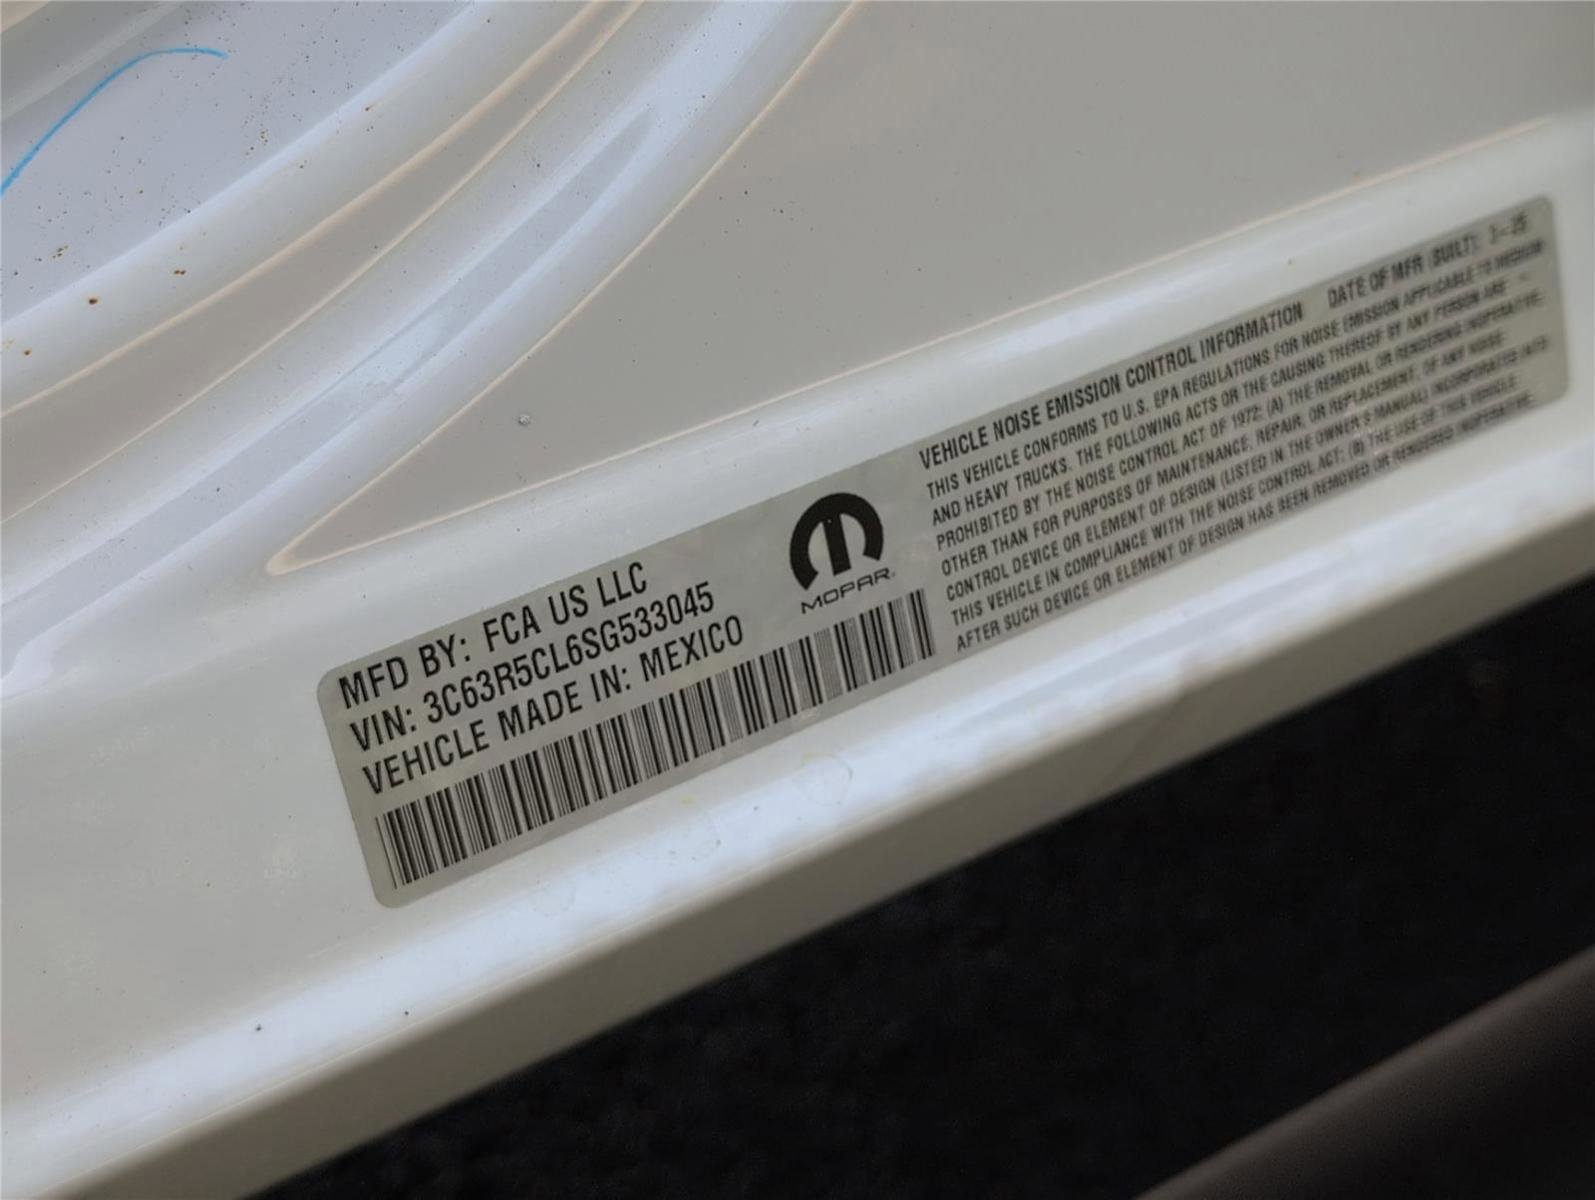 MFD BY: FCA US LLC
VIN: 3C63R5CL6SG533045
VEHICLE MADE IN: MEXICO
MOPAR
VEHICLE NOISE EMISSION CONTROL INFORMATION DATE OF MFR (BUILT):
THIS VEHICLE CONFORMS TO U.S. EPA REGULATIONS FOR NOISE EMISSION APPLICABLE TO MEDIUM
AND HEAVY TRUCKS. THE FOLLOWING ACTS OR THE CAUSING THEREOF BY ANY PERSON ARE
PROHIBITED BY THE NOISE CONTROL ACT OF 1972: (A) THE REMOVAL OR RENDERING INOPERATIVE,
OTHER THAN FOR PURPOSES OF MAINTENANCE, REPAIR, OR REPLACEMENT, OF ANY NOISE
CONTROL DEVICE OR ELEMENT OF DESIGN (LISTED IN THE OWNER'S MANUAL) INCORPORATED INTO
THIS VEHICLE IN COMPLIANCE WITH THE NOISE CONTROL ACT; (B) THE USE OF THIS VEHICLE
AFTER SUCH DEVICE OR ELEMENT OF DESIGN HAS BEEN REMOVED OR RENDERED INOPERATIVE.